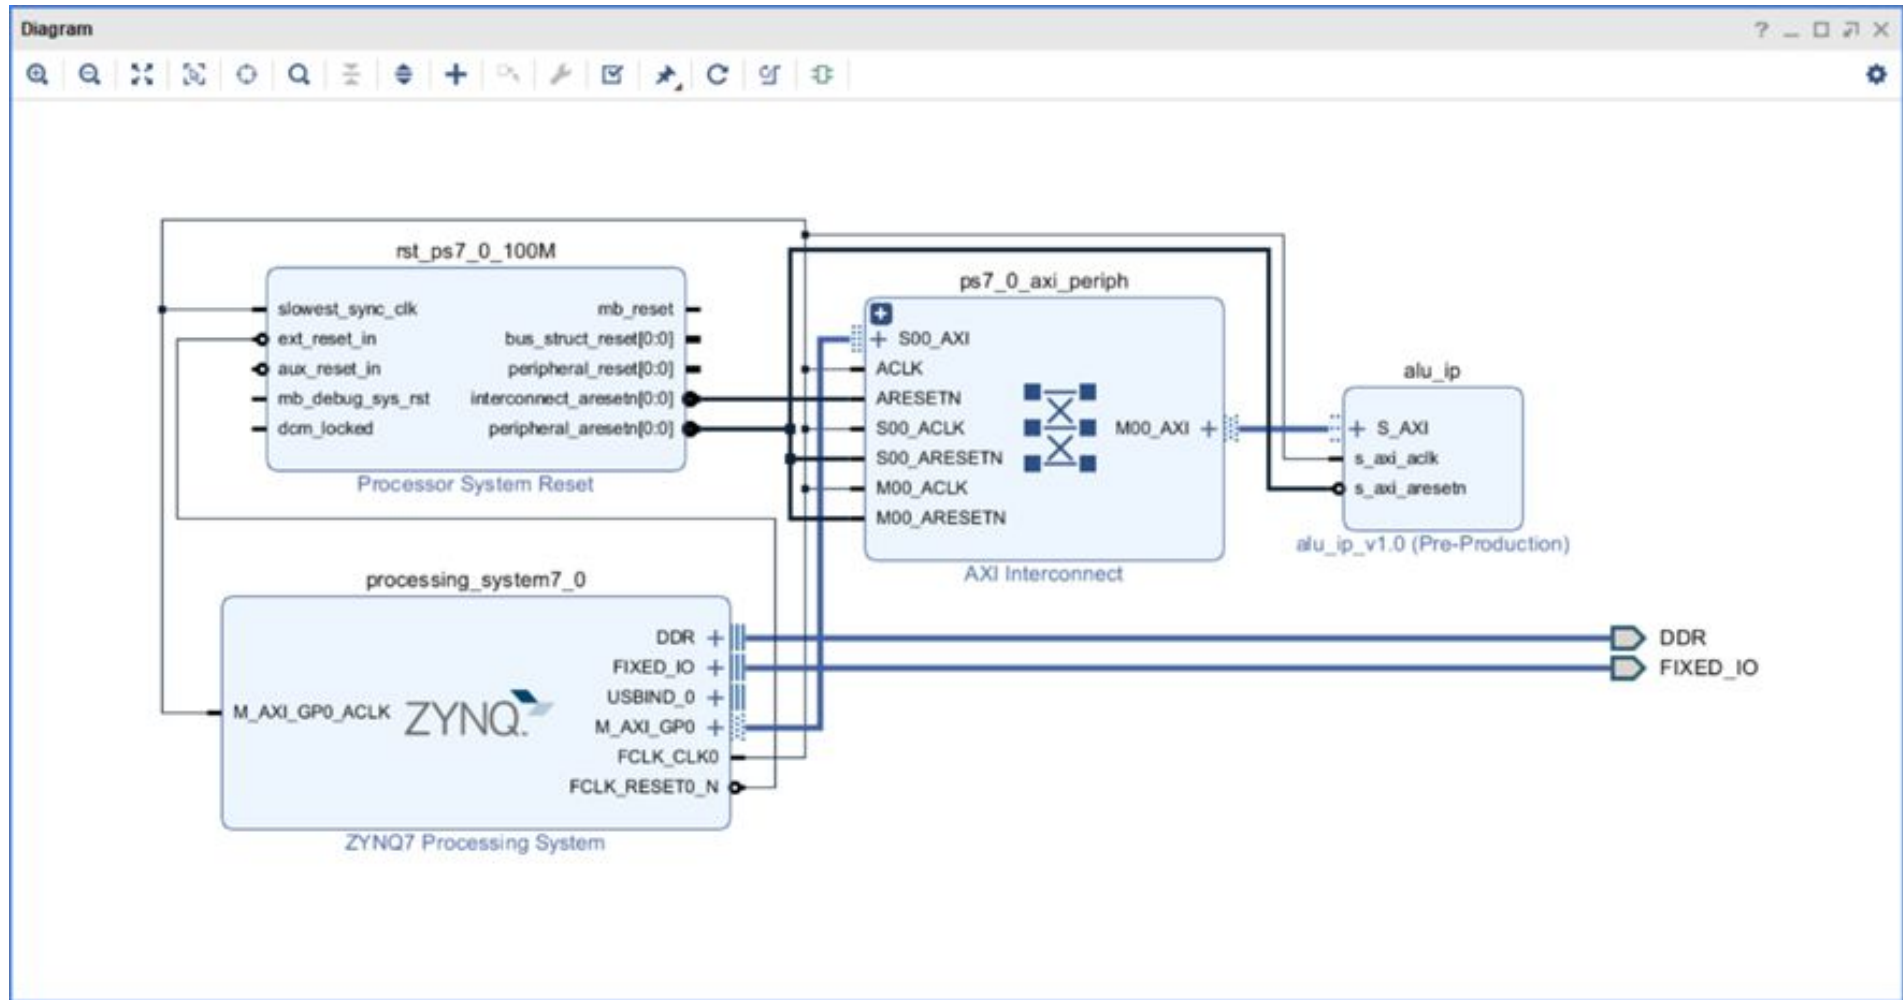 Diagram
rst_ps7_0_100M
slowest_sync_clk
ext_reset_in
aux_reset_in
mb_debug_sys_rst
dcm_locked
mb_reset
bus_struct_reset[0:0]
peripheral_reset[0:0]
interconnect_aresetn[0:0]
peripheral_aresetn[0:0]
Processor System Reset
ps7_0_axi_periph
S00_AXI
ACLK
ARESETN
S00_ACLK
S00_ARESETN
M00_ACLK
M00_ARESETN
M00_AXI
AXI Interconnect
alu_ip
S_AXI
s_axi_aclk
s_axi_aresetn
alu_ip_v1.0 (Pre-Production)
processing_system7_0
M_AXI_GP0_ACLK
ZYNQ
DDR
FIXED_IO
USBIND_0
M_AXI_GP0
FCLK_CLK0
FCLK_RESET0_N
ZYNQ7 Processing System
DDR
FIXED_IO